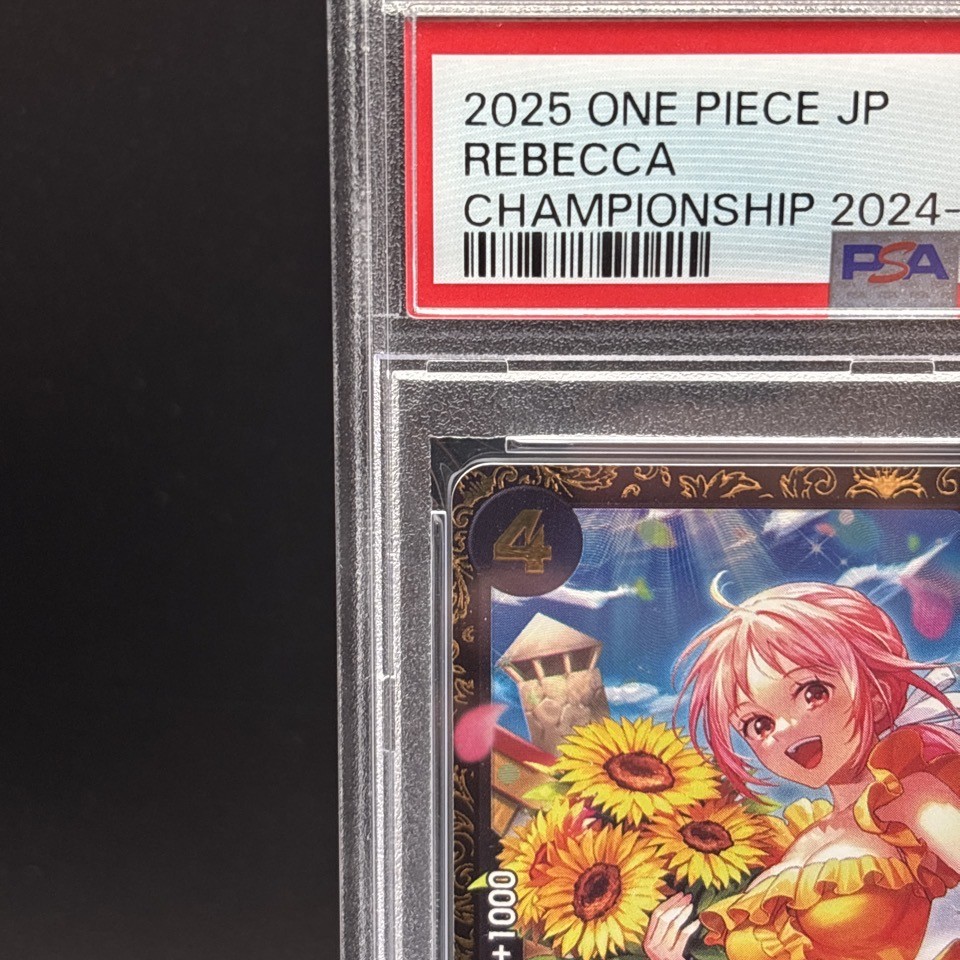 2025 ONE PIECE JP
REBECCA
CHAMPIONSHIP 2024-
PSA
4
+1000